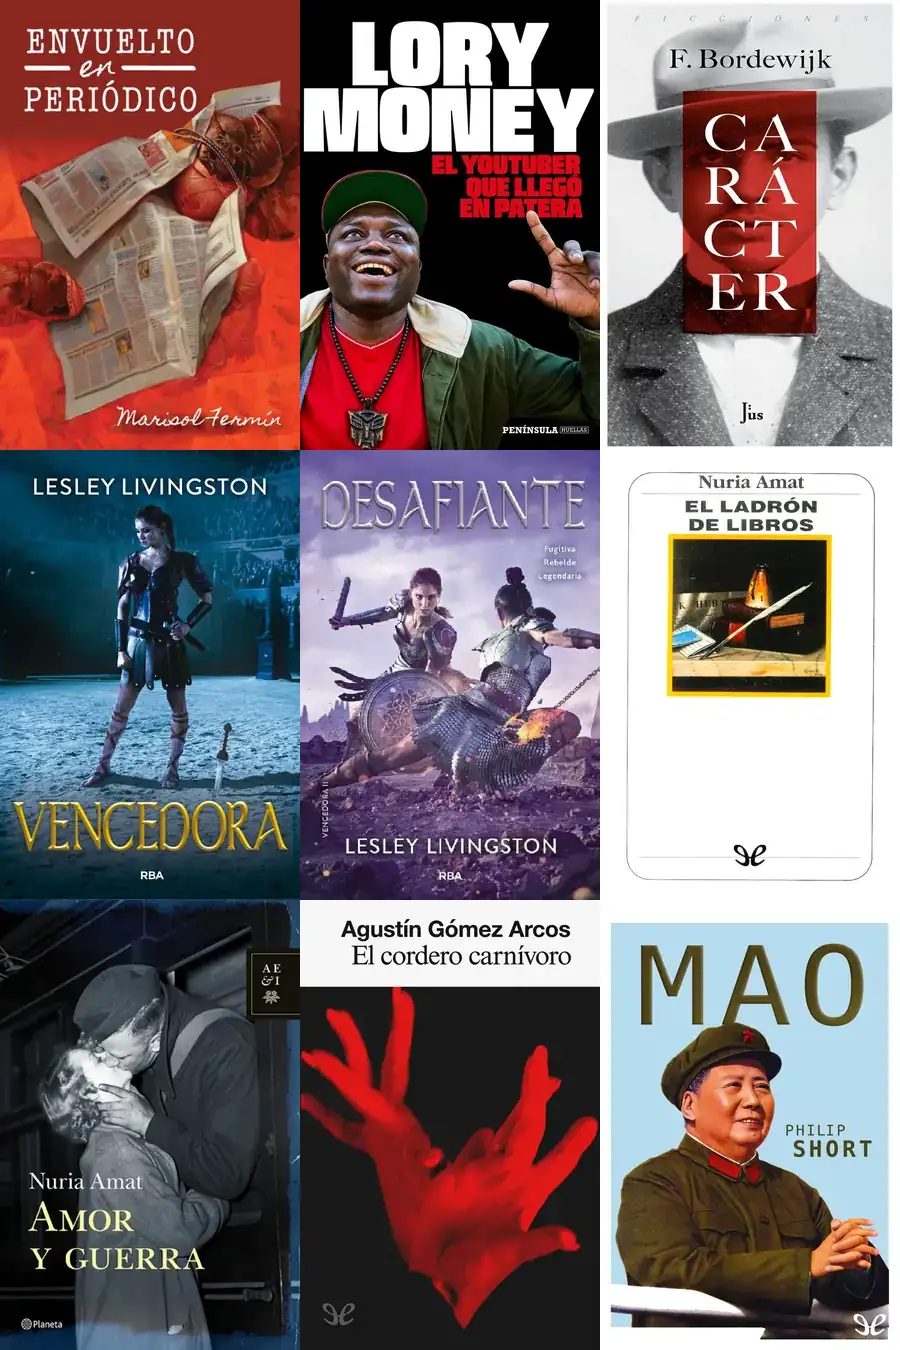 ENVUELTO
en
PERIÓDICO
Marisol Fermín
LORY
MONEY
EL YOUTUBER
QUE LLEGÓ
EN PATERA
PENÍNSULA HUELLAS
FICCIONES
F. Bordewijk
CA
RÁ
CT
ER
Jus
LESLEY LIVINGSTON
VENCEDORA
RBA
DESAFIANTE
Fugitiva
Rebelde
Legendaria
VENCEDORA II
LESLEY LIVINGSTON
RBA
Nuria Amat
EL LADRÓN
DE LIBROS
AE
&I
Nuria Amat
AMOR
Y GUERRA
Planeta
Agustín Gómez Arcos
El cordero carnívoro
MAO
PHILIP
SHORT